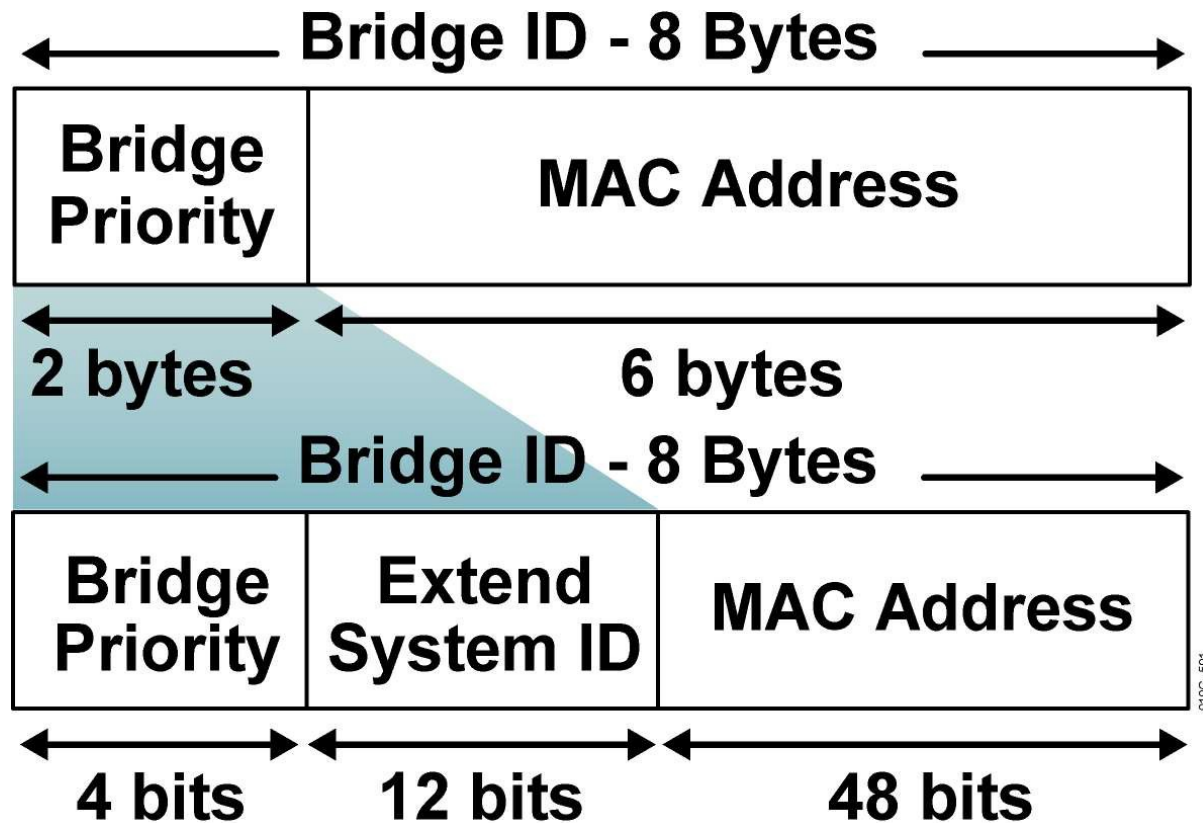 Bridge ID - 8 Bytes
Bridge
Priority
MAC Address
2 bytes
6 bytes
Bridge ID - 8 Bytes
Bridge
Priority
Extend
System ID
MAC Address
4 bits
12 bits
48 bits